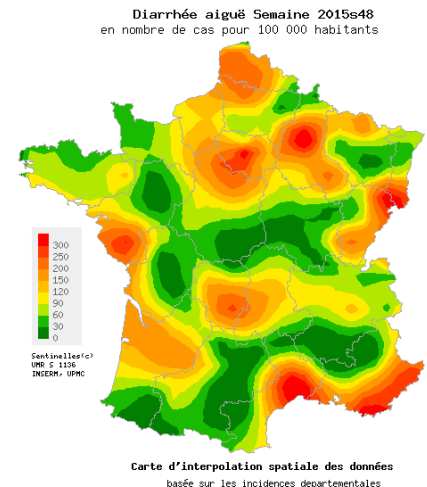 Diarrhée aiguë Semaine 2015s48
en nombre de cas pour 100 000 habitants
300
250
200
150
120
90
60
30
0
Sentinelles(c)
UMR S 1136
INSERM, UPMC
Carte d'interpolation spatiale des données
basée sur les incidences departementales